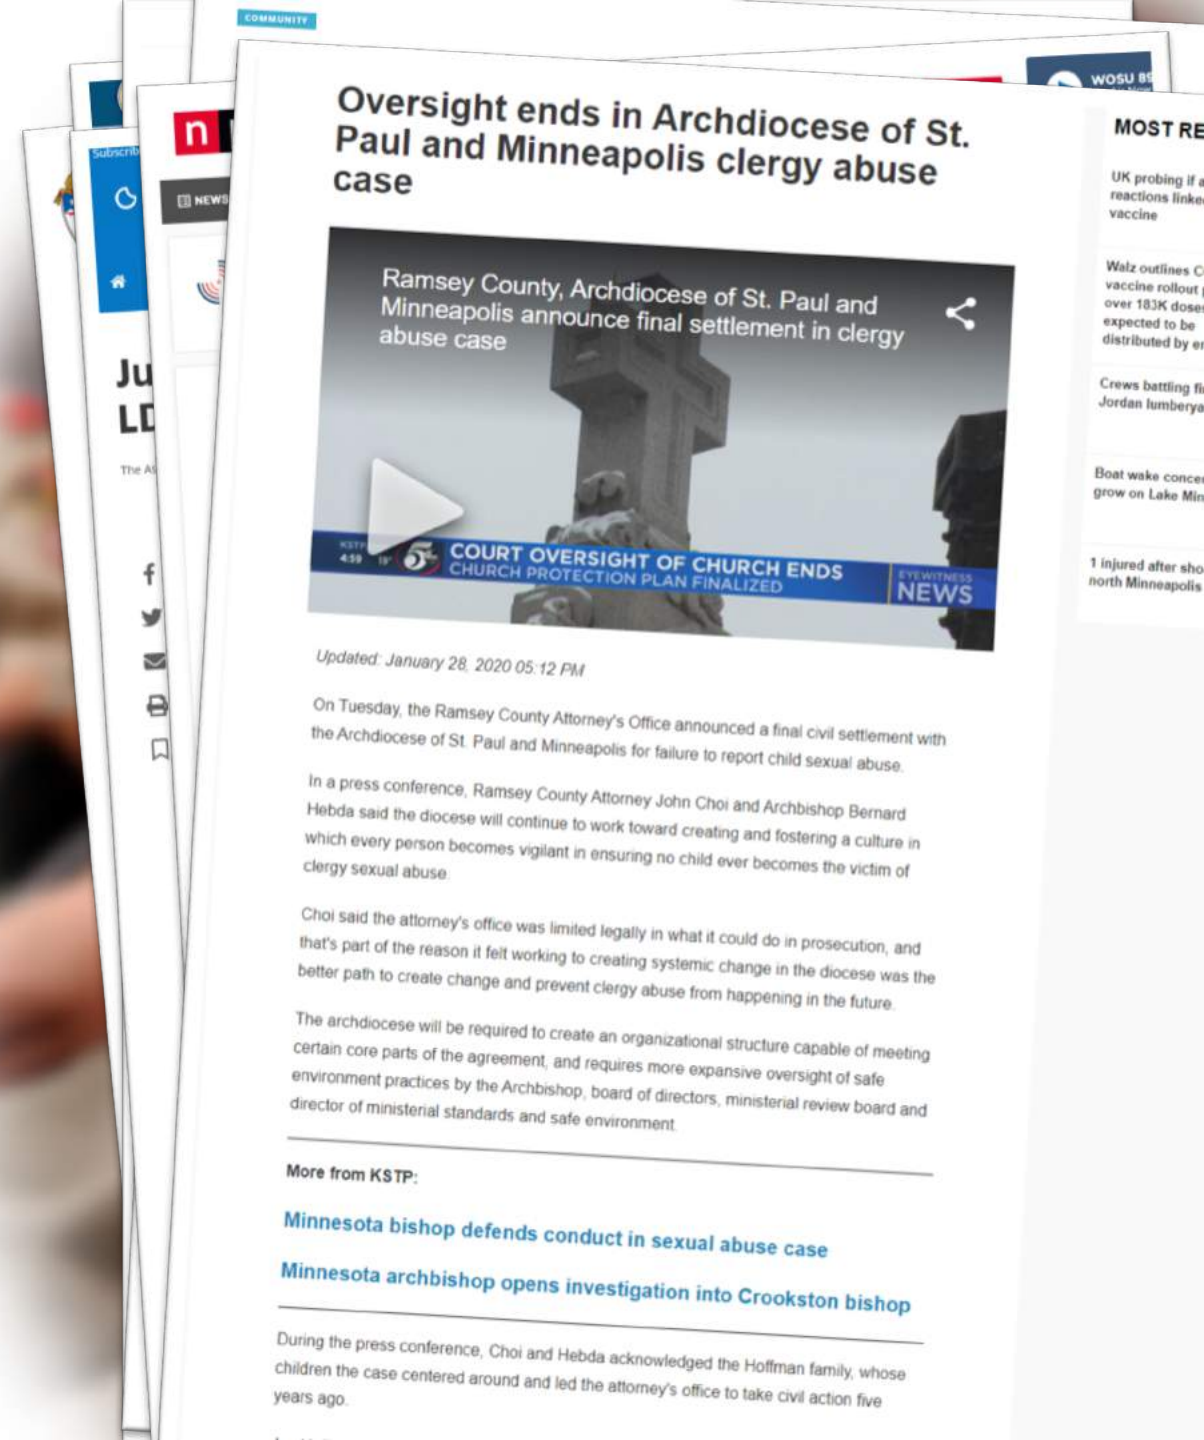 COMMUNITY
WOSU 89
Subscrib
n
NEWS
Ju
LD
The As
Oversight ends in Archdiocese of St.
Paul and Minneapolis clergy abuse
case
Ramsey County, Archdiocese of St. Paul and
Minneapolis announce final settlement in clergy
abuse case
KSTP
4:59 19°
5
COURT OVERSIGHT OF CHURCH ENDS
CHURCH PROTECTION PLAN FINALIZED
EYEWITNESS
NEWS
Updated: January 28, 2020 05:12 PM
On Tuesday, the Ramsey County Attorney's Office announced a final civil settlement with
the Archdiocese of St. Paul and Minneapolis for failure to report child sexual abuse.
In a press conference, Ramsey County Attorney John Choi and Archbishop Bernard
Hebda said the diocese will continue to work toward creating and fostering a culture in
which every person becomes vigilant in ensuring no child ever becomes the victim of
clergy sexual abuse.
Choi said the attorney's office was limited legally in what it could do in prosecution, and
that's part of the reason it felt working to creating systemic change in the diocese was the
better path to create change and prevent clergy abuse from happening in the future.
The archdiocese will be required to create an organizational structure capable of meeting
certain core parts of the agreement, and requires more expansive oversight of safe
environment practices by the Archbishop, board of directors, ministerial review board and
director of ministerial standards and safe environment.
More from KSTP:
Minnesota bishop defends conduct in sexual abuse case
Minnesota archbishop opens investigation into Crookston bishop
During the press conference, Choi and Hebda acknowledged the Hoffman family, whose
children the case centered around and led the attorney's office to take civil action five
years ago.
MOST RE
UK probing if a
reactions linke
vaccine
Walz outlines C
vaccine rollout
over 183K dose
expected to be
distributed by e
Crews battling fi
Jordan lumberya
Boat wake conce
grow on Lake Min
1 injured after sho
north Minneapolis